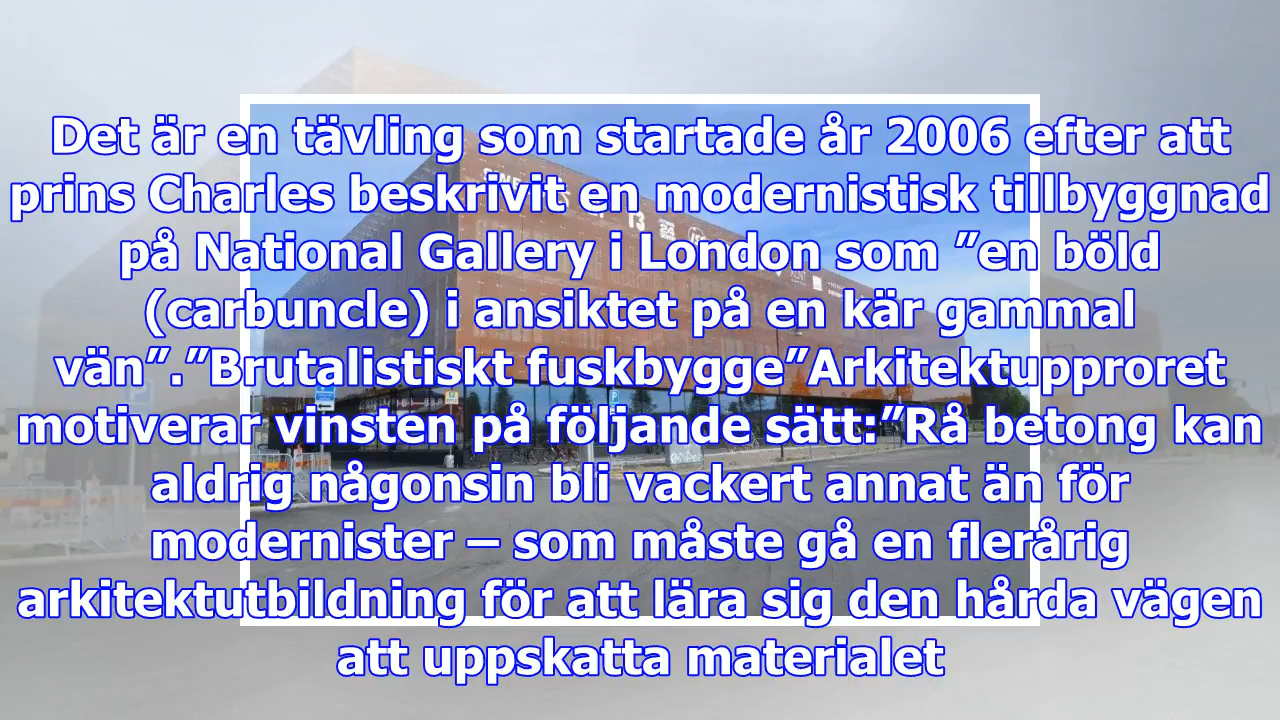 Det är en tävling som startade år 2006 efter att
prins Charles beskrivit en modernistisk tillbyggnad
på National Gallery i London som ”en böld
(carbuncle) i ansiktet på en kär gammal
vän”.”Brutalistiskt fuskbygge”Arkitektupproret
motiverar vinsten på följande sätt:”Rå betong kan
aldrig någonsin bli vackert annat än för
modernister – som måste gå en flerårig
arkitektutbildning för att lära sig den hårda vägen
att uppskatta materialet